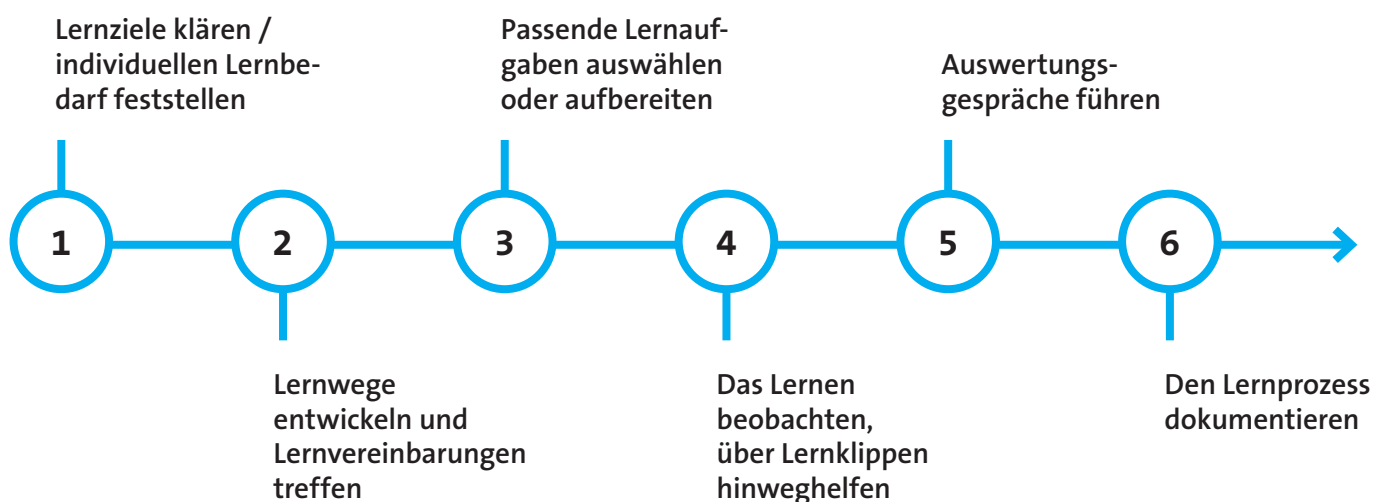 Lernziele klären /
individuellen Lernbe-
darf feststellen
Passende Lernauf-
gaben auswählen
oder aufbereiten
Auswertungs-
gespräche führen
1
2
3
4
5
6
Lernwege
entwickeln und
Lernvereinbarungen
treffen
Das Lernen
beobachten,
über Lernklippen
hinweghelfen
Den Lernprozess
dokumentieren